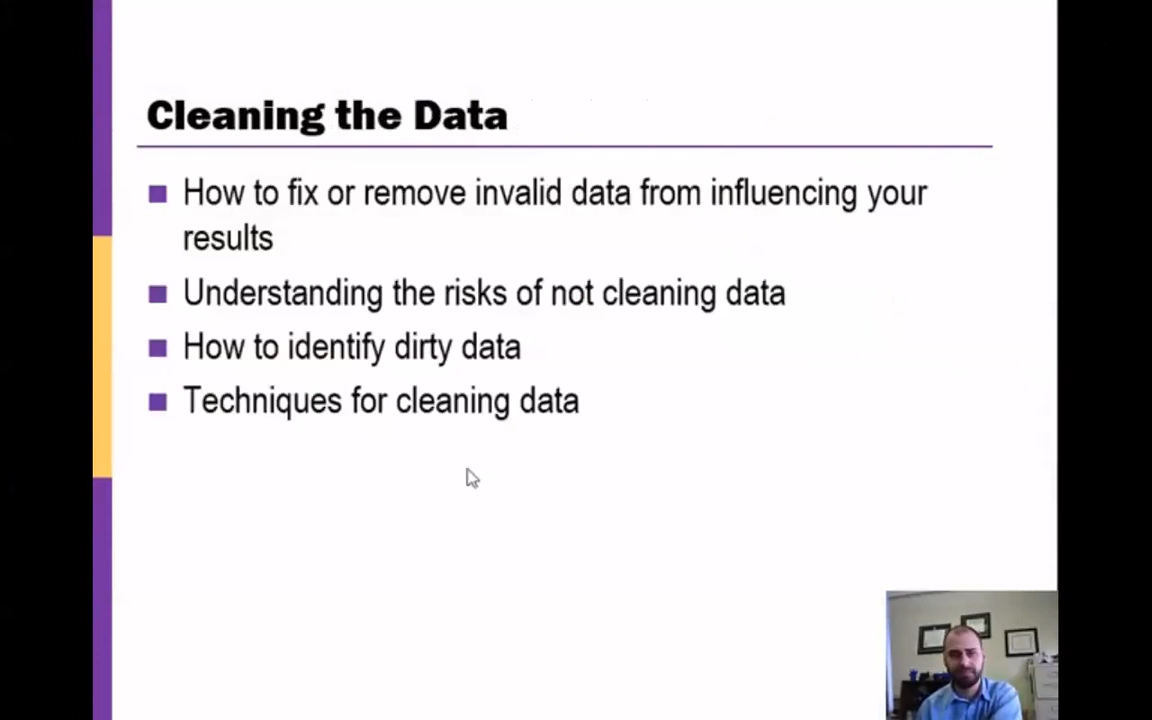 Cleaning the Data
How to fix or remove invalid data from influencing your
results
Understanding the risks of not cleaning data
How to identify dirty data
Techniques for cleaning data